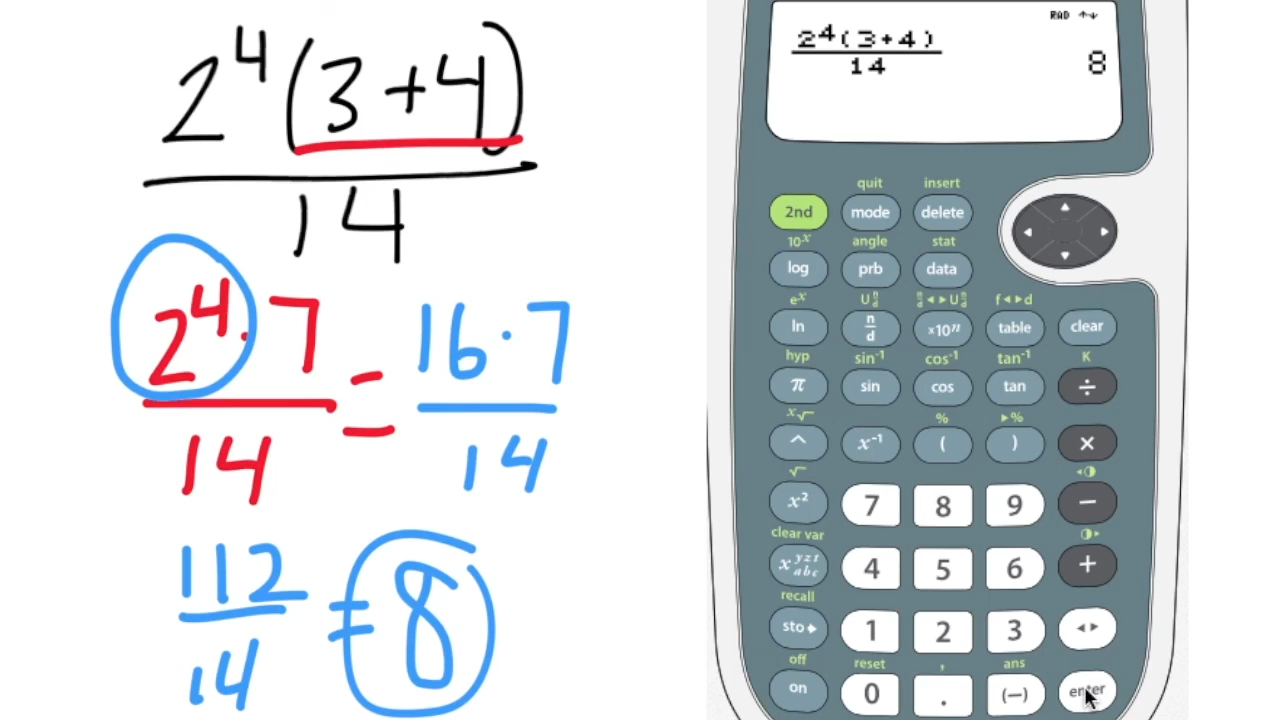 2⁴(3+4)
14
2⁴·7
14
=
16·7
14
112
14
= 8
RAD ↑↓
2⁴(3+4)
14
8
quit insert
2nd mode delete
10ˣ angle stat
log prb data
eˣ U n/d n/d ◄►U n/d f◄►d
ln n/d ×10ⁿ table clear
hyp sin⁻¹ cos⁻¹ tan⁻¹ K
π sin cos tan ÷
ˣ√ % ►%
^ x⁻¹ ( ) ×
√
x² 7 8 9 −
clear var
x yzt abc 4 5 6 +
recall
sto► 1 2 3 ◄►
off reset , ans
on 0 . (−) enter